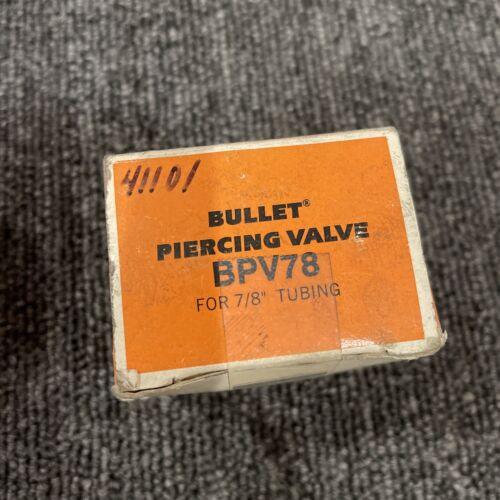 41101
BULLET®
PIERCING VALVE
BPV78
FOR 7/8" TUBING